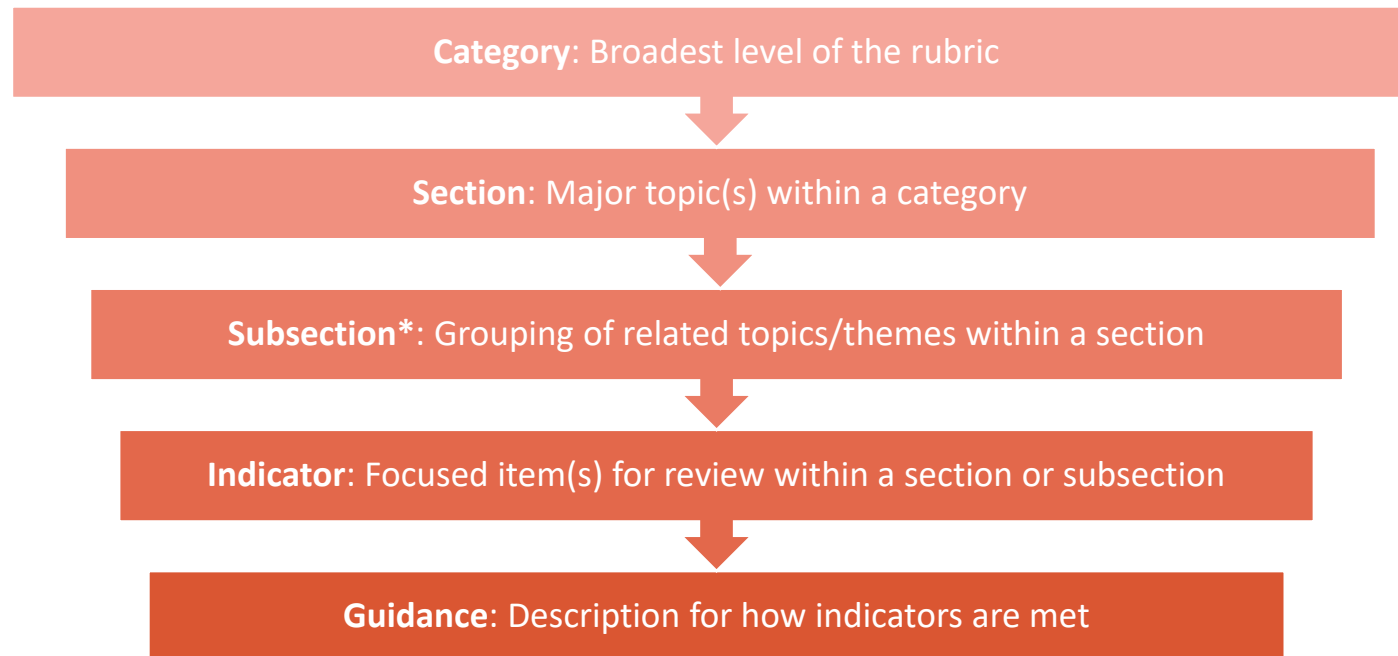 Category: Broadest level of the rubric
Section: Major topic(s) within a category
Subsection*: Grouping of related topics/themes within a section
Indicator: Focused item(s) for review within a section or subsection
Guidance: Description for how indicators are met